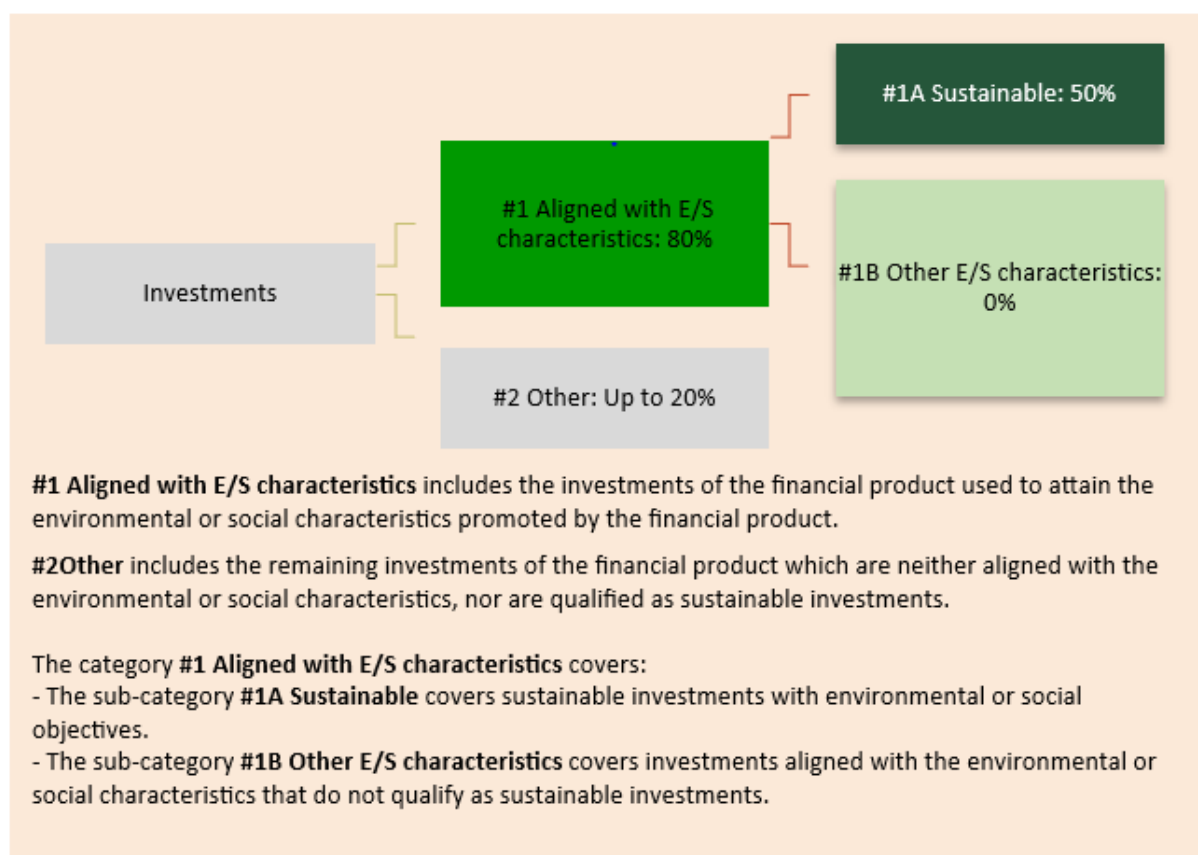 #1A Sustainable: 50%
#1 Aligned with E/S
characteristics: 80%
#1B Other E/S characteristics:
0%
Investments
#2 Other: Up to 20%
#1 Aligned with E/S characteristics includes the investments of the financial product used to attain the
environmental or social characteristics promoted by the financial product.
#2Other includes the remaining investments of the financial product which are neither aligned with the
environmental or social characteristics, nor are qualified as sustainable investments.
The category #1 Aligned with E/S characteristics covers:
- The sub-category #1A Sustainable covers sustainable investments with environmental or social
objectives.
- The sub-category #1B Other E/S characteristics covers investments aligned with the environmental or
social characteristics that do not qualify as sustainable investments.